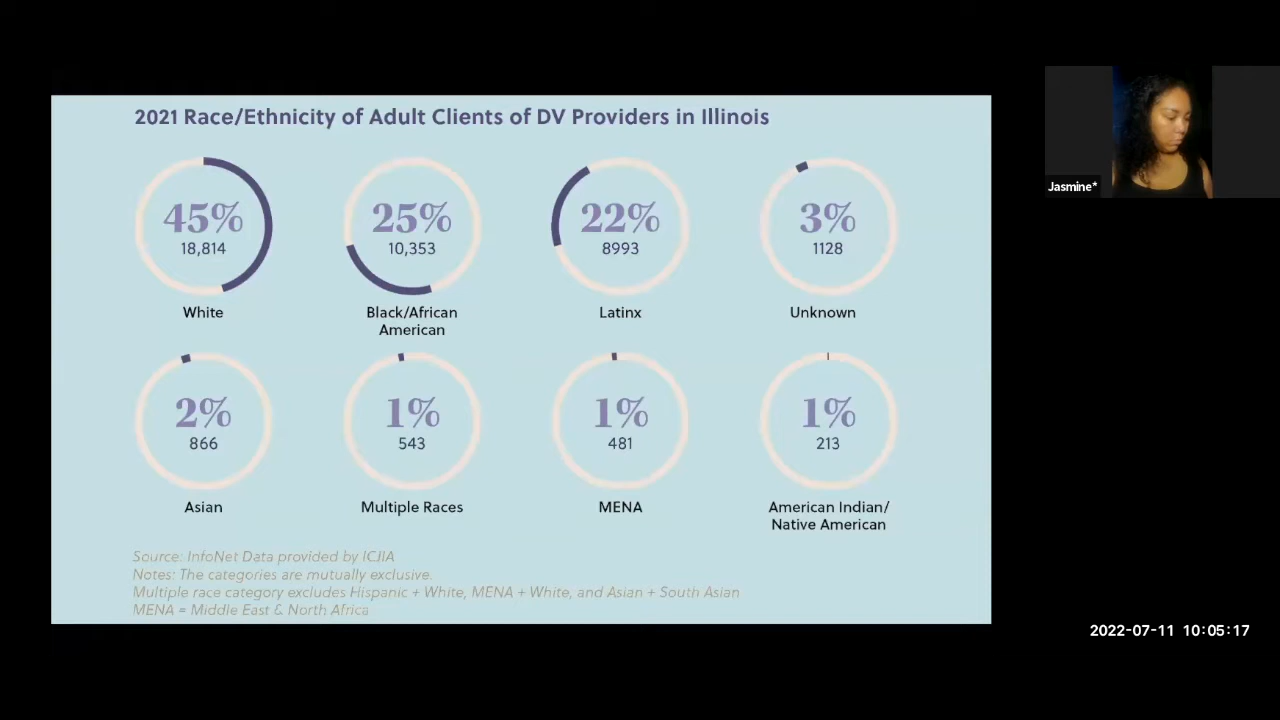 2021 Race/Ethnicity of Adult Clients of DV Providers in Illinois
45%
18,814
White
25%
10,353
Black/African
American
22%
8993
Latinx
3%
1128
Unknown
2%
866
Asian
1%
543
Multiple Races
1%
481
MENA
1%
213
American Indian/
Native American
Source: InfoNet Data provided by ICJIA
Notes: The categories are mutually exclusive.
Multiple race category excludes Hispanic + White, MENA + White, and Asian + South Asian
MENA = Middle East & North Africa
Jasmine*
2022-07-11 10:05:17